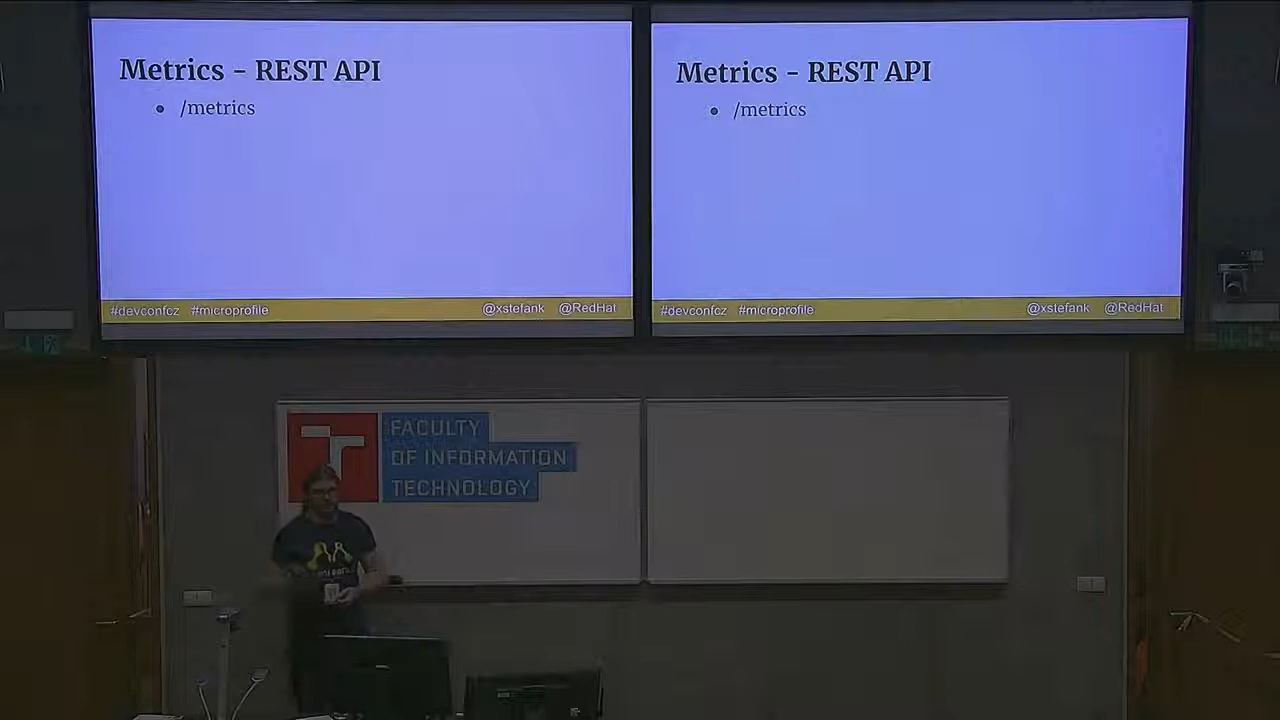 Metrics - REST API
• /metrics
#devconfcz #microprofile @xstefank @RedHat
Metrics - REST API
• /metrics
#devconfcz #microprofile @xstefank @RedHat
FACULTY
OF INFORMATION
TECHNOLOGY